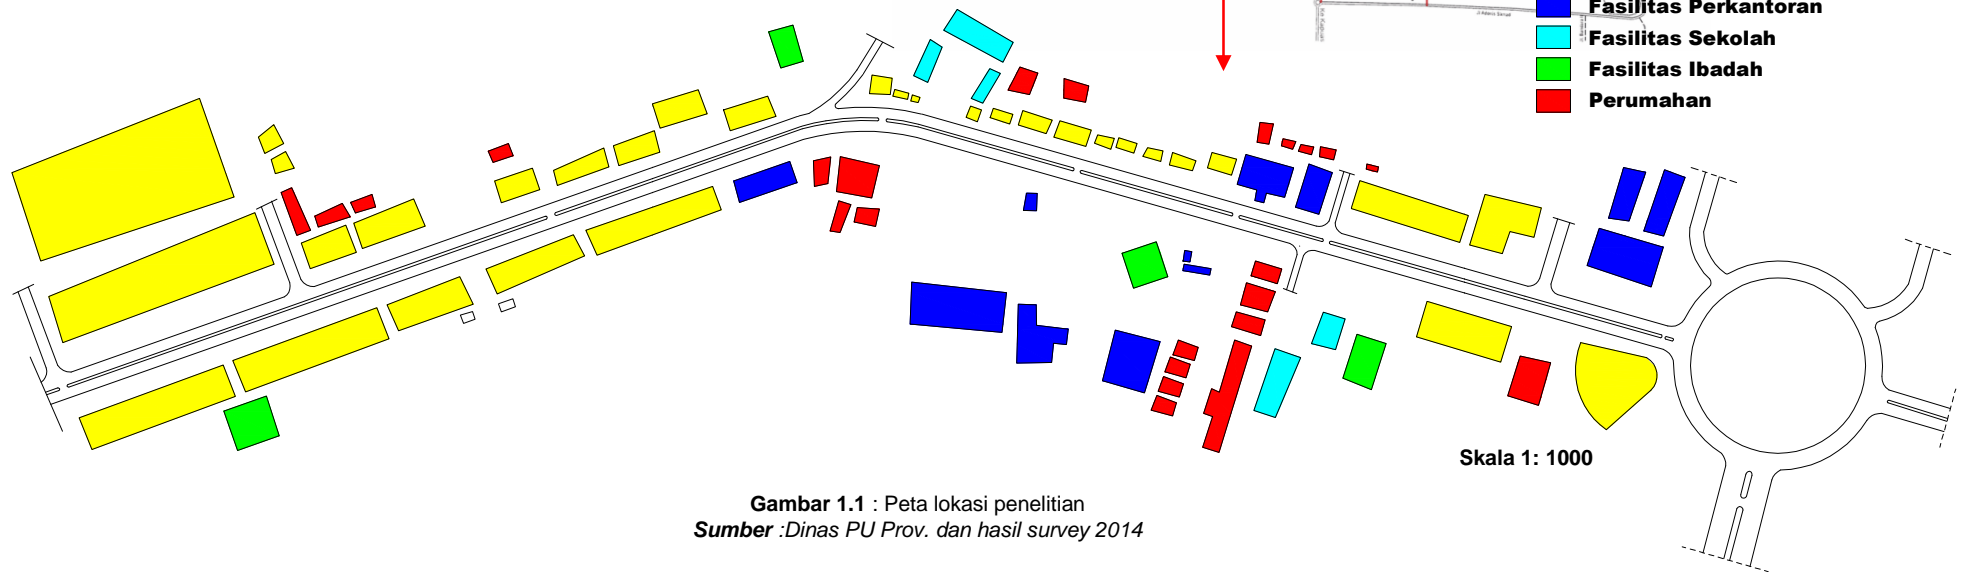 Fasilitas Perkantoran
Fasilitas Sekolah
Fasilitas Ibadah
Perumahan
Skala 1: 1000
Gambar 1.1 : Peta lokasi penelitian
Sumber :Dinas PU Prov. dan hasil survey 2014